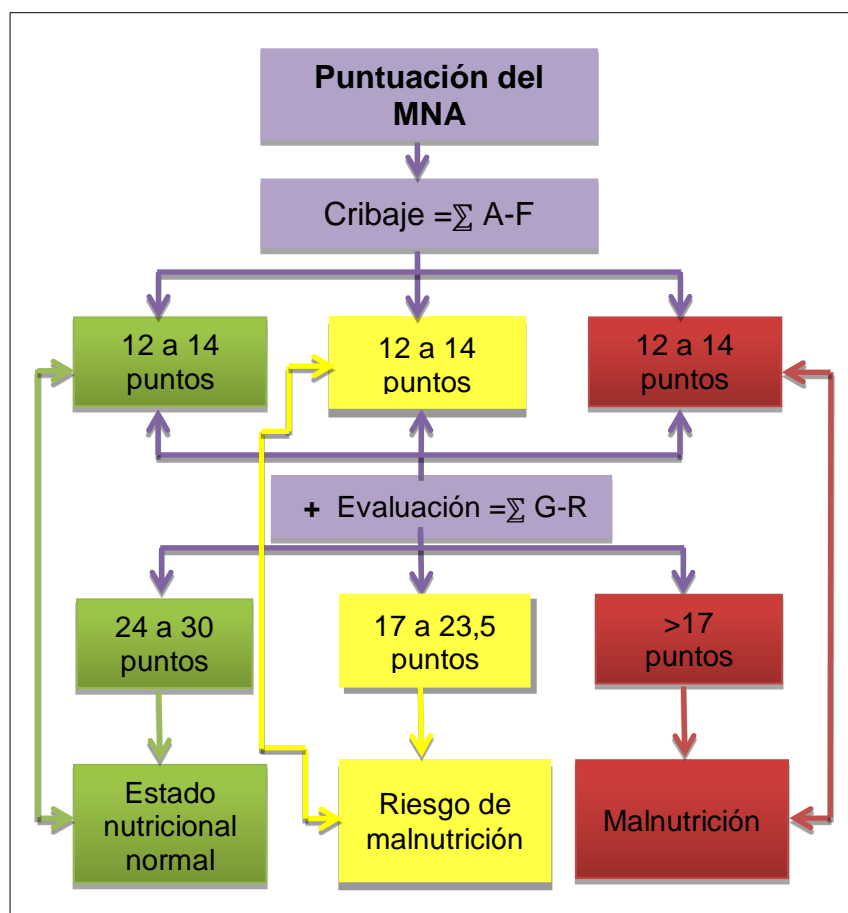 Puntuación del
MNA
Cribaje =∑ A-F
12 a 14
puntos
12 a 14
puntos
12 a 14
puntos
+ Evaluación =∑ G-R
24 a 30
puntos
17 a 23,5
puntos
>17
puntos
Estado
nutricional
normal
Riesgo de
malnutrición
Malnutrición